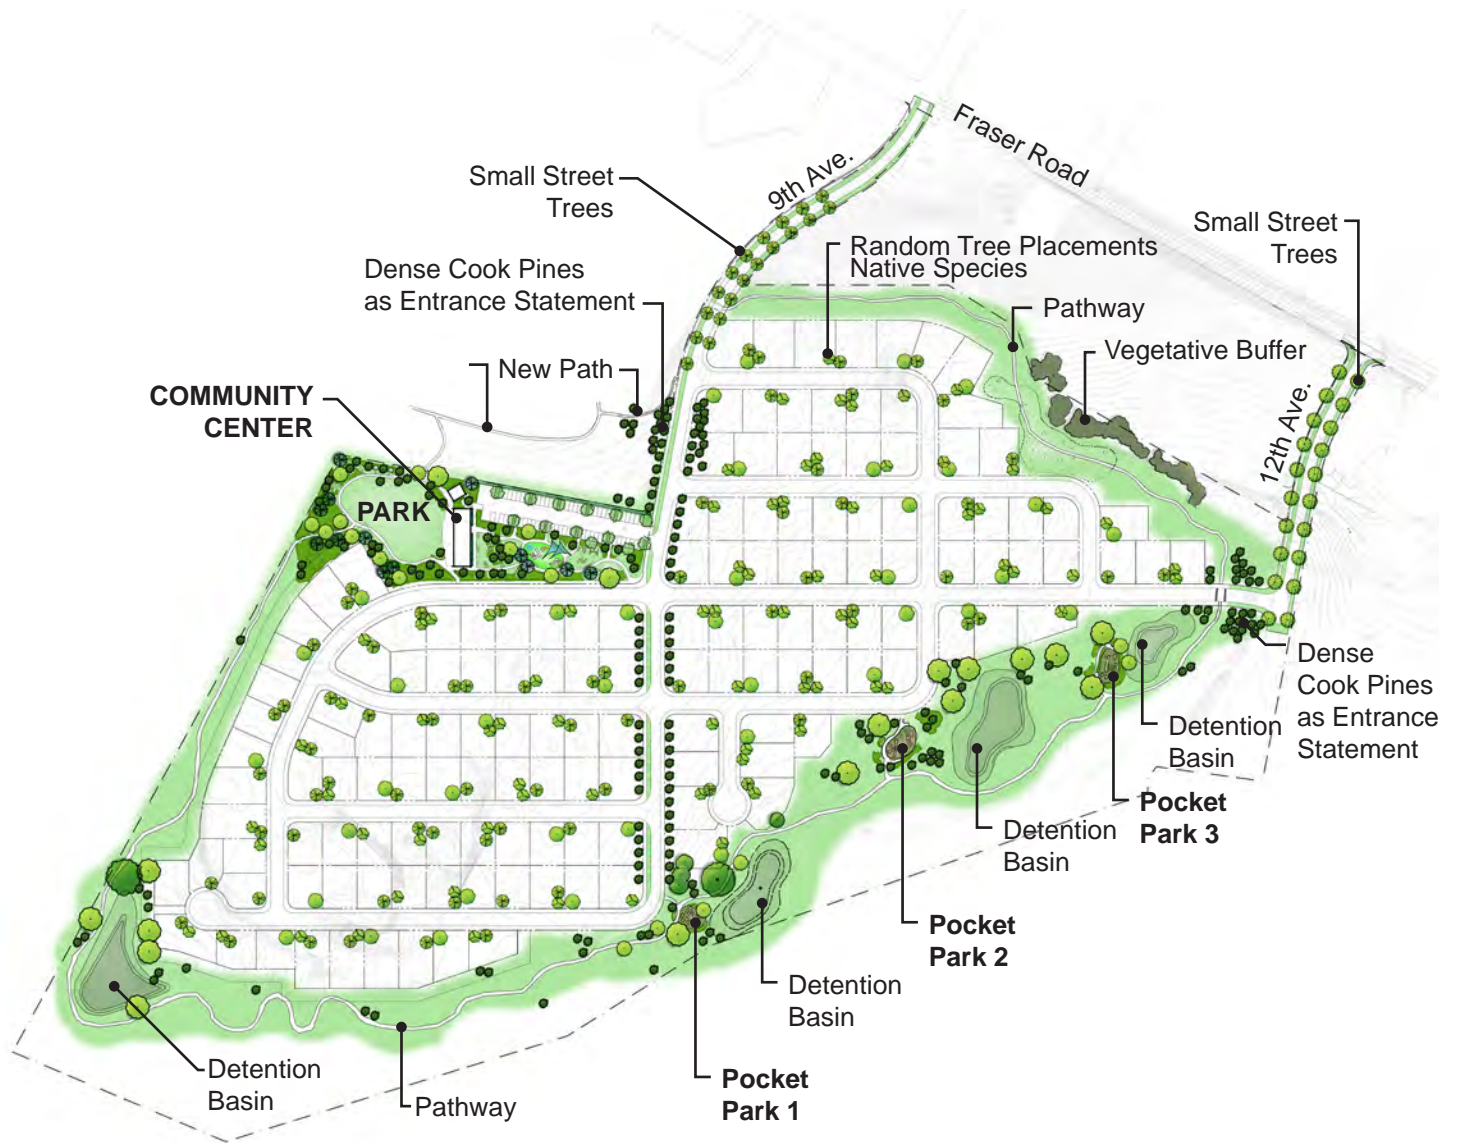 Fraser Road
9th Ave.
Small Street
Trees
Small Street
Trees
Random Tree Placements
Native Species
Dense Cook Pines
as Entrance Statement
Pathway
Vegetative Buffer
New Path
COMMUNITY
CENTER
12th Ave.
PARK
Dense
Cook Pines
as Entrance
Statement
Detention
Basin
Pocket
Park 3
Detention
Basin
Pocket
Park 2
Detention
Basin
Detention
Basin
Pocket
Park 1
Pathway